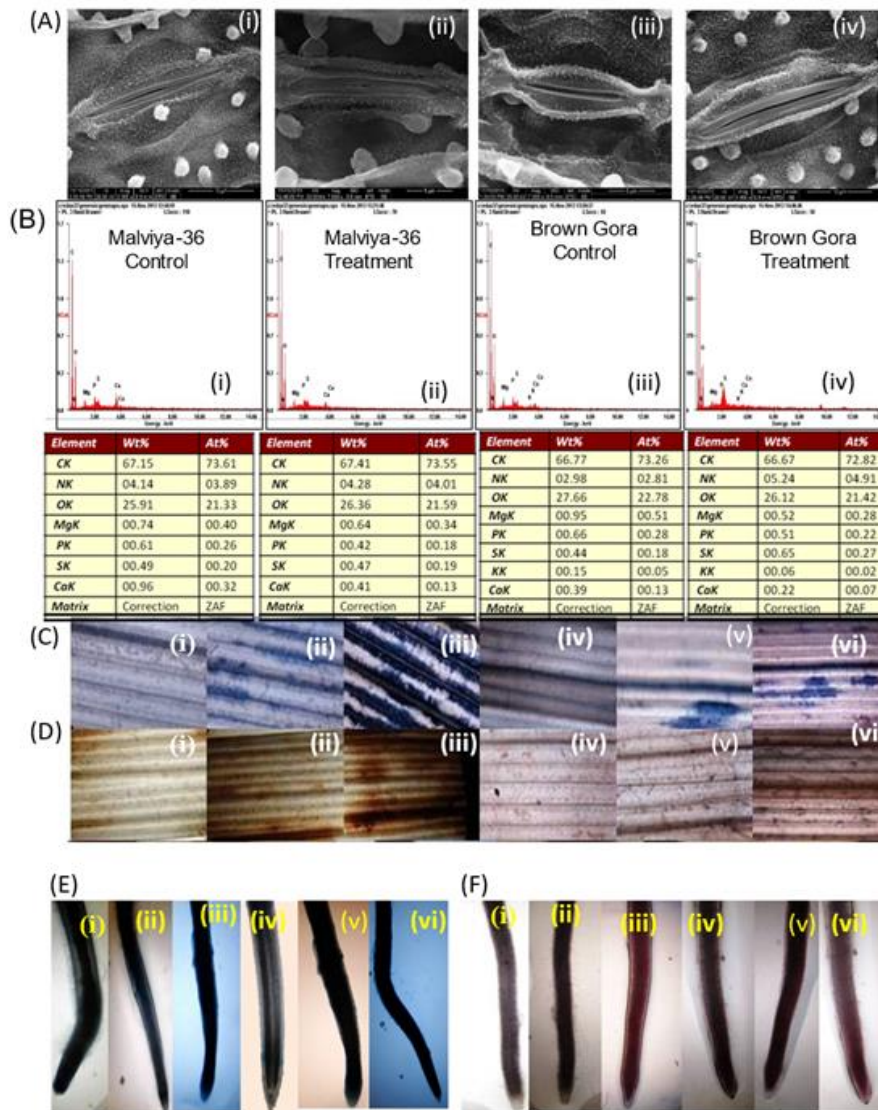 (A)
(i) (ii) (iii) (iv)
(B)
Malviya-36 Control
(i)
Malviya-36 Treatment
(ii)
Brown Gora Control
(iii)
Brown Gora Treatment
(iv)
Element Wt% At%
CK 67.15 73.61
NK 04.14 03.89
OK 25.91 21.33
MgK 00.74 00.40
PK 00.61 00.26
SK 00.49 00.20
CaK 00.96 00.32
Matrix Correction ZAF
Element Wt% At%
CK 67.41 73.55
NK 04.28 04.01
OK 26.36 21.59
MgK 00.64 00.34
PK 00.42 00.18
SK 00.47 00.19
CaK 00.41 00.13
Matrix Correction ZAF
Element Wt% At%
CK 66.77 73.26
NK 02.98 02.81
OK 27.66 22.78
MgK 00.95 00.51
PK 00.66 00.28
SK 00.44 00.18
KK 00.15 00.05
CaK 00.39 00.13
Matrix Correction ZAF
Element Wt% At%
CK 66.67 72.82
NK 05.24 04.91
OK 26.12 21.42
MgK 00.52 00.28
PK 00.51 00.22
SK 00.65 00.27
KK 00.06 00.02
CaK 00.22 00.07
Matrix Correction ZAF
(C)
(i) (ii) (iii) (iv) (v) (vi)
(D)
(i) (ii) (iii) (iv) (v) (vi
(E)
(i) (ii) (iii) (iv) (v) (vi)
(F)
(i) (ii) (iii) (iv) (v) (vi)